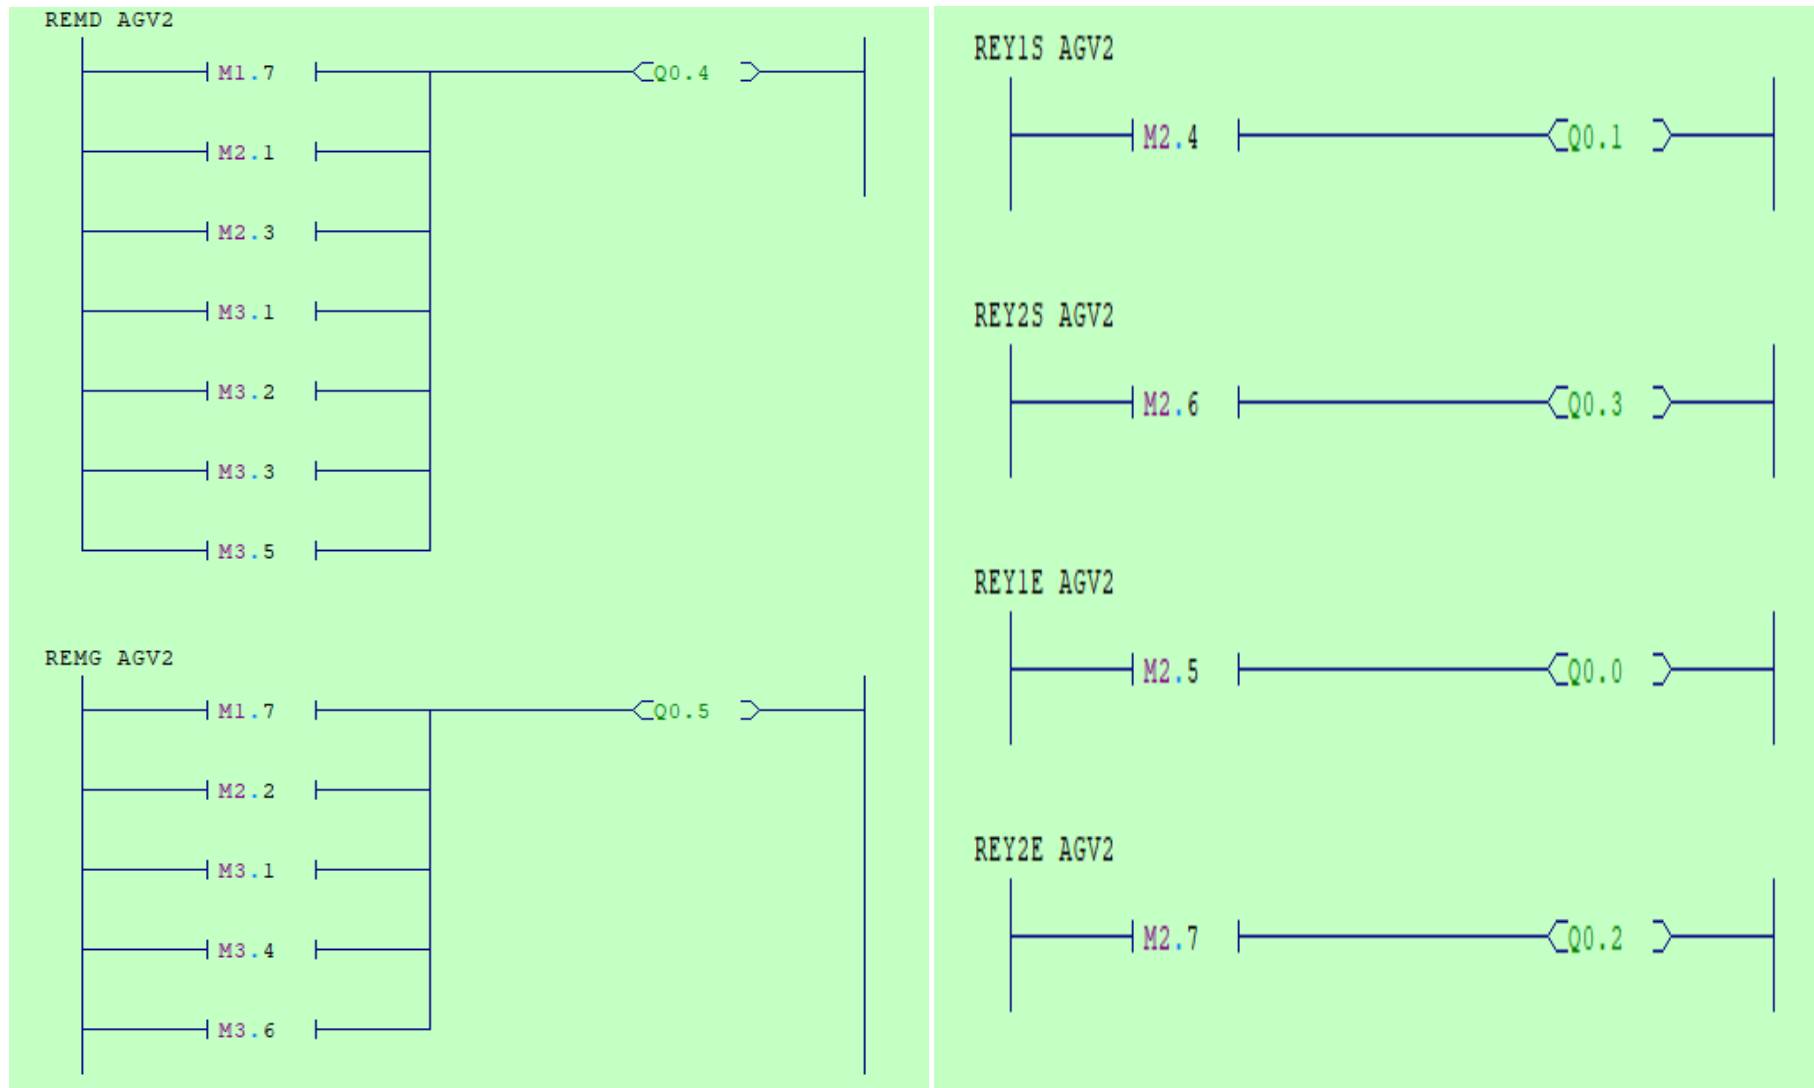 REMD AGV2
M1.7 Q0.4
M2.1
M2.3
M3.1
M3.2
M3.3
M3.5
REMG AGV2
M1.7 Q0.5
M2.2
M3.1
M3.4
M3.6
REY1S AGV2
M2.4 Q0.1
REY2S AGV2
M2.6 Q0.3
REY1E AGV2
M2.5 Q0.0
REY2E AGV2
M2.7 Q0.2